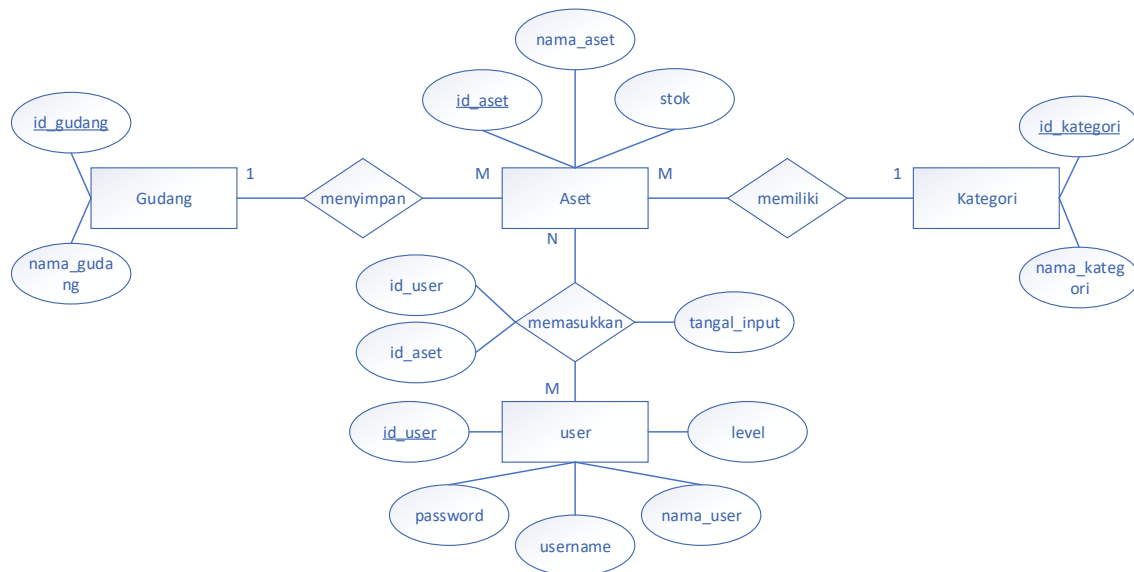 nama_aset
id_aset
stok
id_gudang
id_kategori
1
M
M
1
Gudang
menyimpan
Aset
memiliki
Kategori
N
nama_guda
ng
nama_kateg
ori
id_user
memasukkan
tangal_input
id_aset
M
id_user
user
level
password
nama_user
username